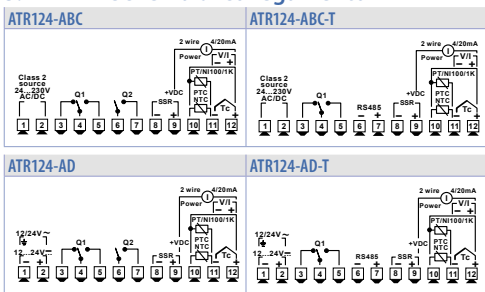 ATR124-ABC
2 wire 4/20mA
Power I
V/I
− +
PT/NI100/1K
Class 2
source
24...230V
AC/DC
Q1
Q2
+VDC
SSR
− +
PTC
NTC
Tc
1 2 3 4 5 6 7 8 9 10 11 12
ATR124-ABC-T
2 wire 4/20mA
Power I
V/I
− +
PT/NI100/1K
Class 2
source
24...230V
AC/DC
Q1
RS485
− +
+VDC
SSR
− +
PTC
NTC
Tc
1 2 3 4 5 6 7 8 9 10 11 12
ATR124-AD
2 wire 4/20mA
Power I
V/I
− +
PT/NI100/1K
12/24V ~
12...24V
− +
Q1
Q2
+VDC
SSR
− +
PTC
NTC
Tc
1 2 3 4 5 6 7 8 9 10 11 12
ATR124-AD-T
2 wire 4/20mA
Power I
V/I
− +
PT/NI100/1K
12/24V ~
12...24V
− +
Q1
RS485
− +
+VDC
SSR
− +
PTC
NTC
Tc
1 2 3 4 5 6 7 8 9 10 11 12